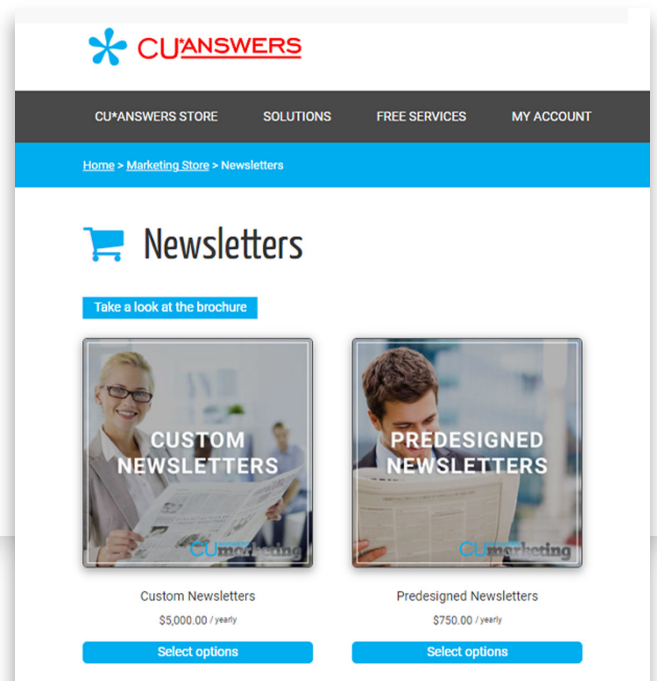 CU*ANSWERS
CU*ANSWERS STORE SOLUTIONS FREE SERVICES MY ACCOUNT
Home > Marketing Store > Newsletters
Newsletters
Take a look at the brochure
CUSTOM
NEWSLETTERS
CUmarketing
PREDESIGNED
NEWSLETTERS
CUmarketing
Custom Newsletters
$5,000.00 / yearly
Select options
Predesigned Newsletters
$750.00 / yearly
Select options